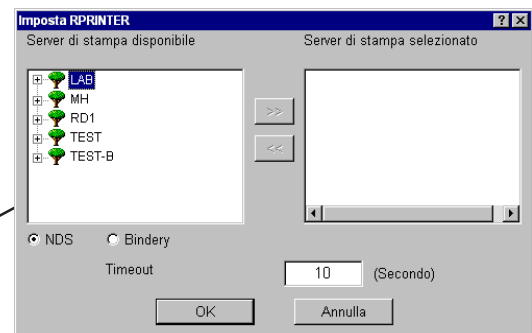 Imposta RPRINTER
Server di stampa disponibile
Server di stampa selezionato
LAB
MH
RD1
TEST
TEST-B
>>
<<
NDS
Bindery
Timeout
10
(Secondo)
OK
Annulla